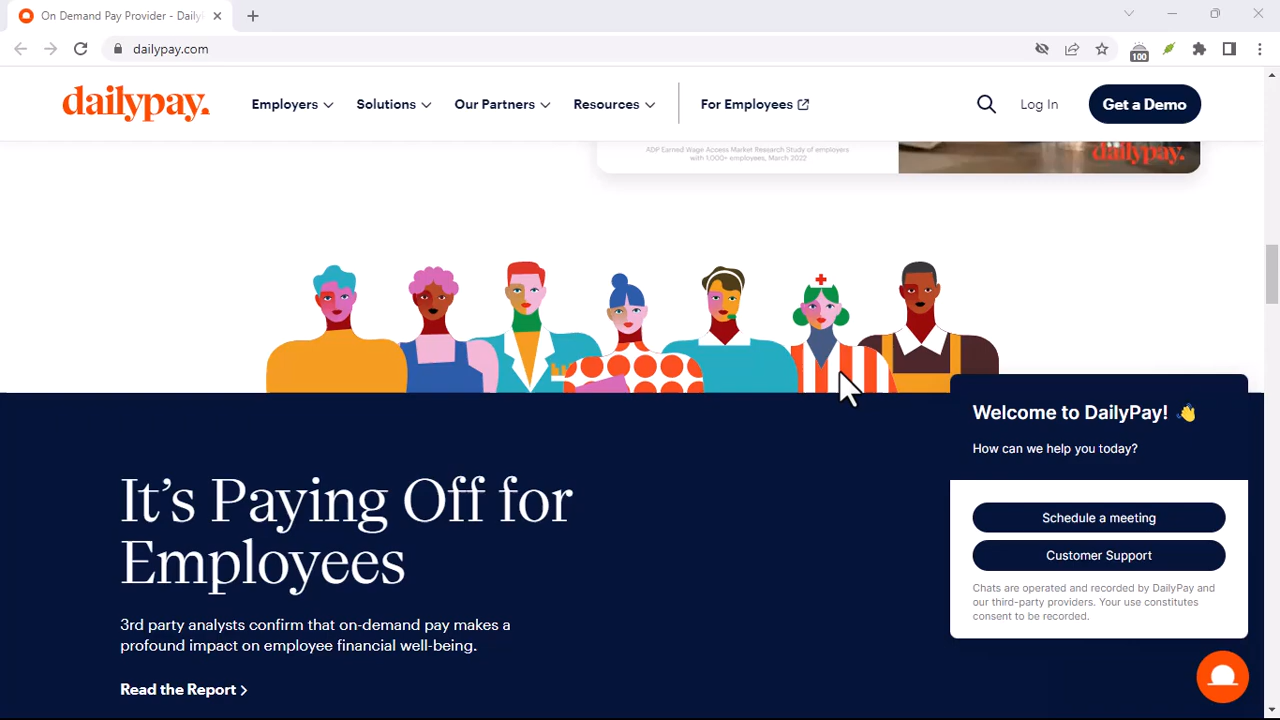 On Demand Pay Provider - Daily
dailypay.com
100
dailypay.
Employers
Solutions
Our Partners
Resources
For Employees
Log In
Get a Demo
ADP Earned Wage Access Market Research Study of employers
with 1,000+ employees, March 2022
dailypay.
Welcome to DailyPay! 👋
How can we help you today?
Schedule a meeting
Customer Support
Chats are operated and recorded by DailyPay and
our third-party providers. Your use constitutes
consent to be recorded.
It’s Paying Off for
Employees
3rd party analysts confirm that on-demand pay makes a
profound impact on employee financial well-being.
Read the Report